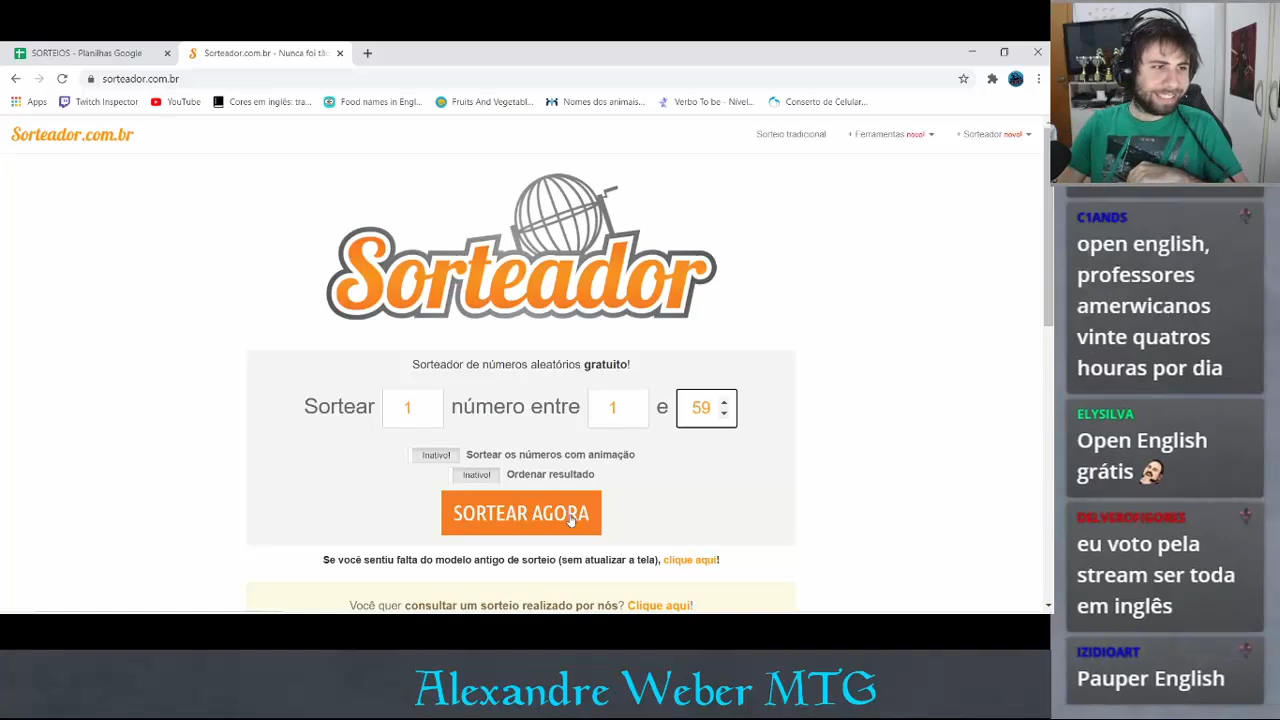 SORTEIOS - Planilhas Google
Sorteador.com.br - Nunca foi tão
sorteador.com.br
Apps
Twitch Inspector
YouTube
Cores em inglês: tra...
Food names in Engl...
Fruits And Vegetabl...
Nomes dos animais...
Verbo To be - Nível...
Conserto de Celular...
Sorteador.com.br
Sorteio tradicional
+ Ferramentas novo!
+ Sorteador novo!
Sorteador
Sorteador de números aleatórios gratuito!
Sortear 1 número entre 1 e 59
Inativo! Sortear os números com animação
Inativo! Ordenar resultado
SORTEAR AGORA
Se você sentiu falta do modelo antigo de sorteio (sem atualizar a tela), clique aqui!
Você quer consultar um sorteio realizado por nós? Clique aqui!
C1ANDS
open english,
professores
amerwicanos
vinte quatros
houras por dia
ELYSILVA
Open English
grátis
DELVEROFIGORES
eu voto pela
stream ser toda
em inglês
IZIDIOART
Pauper English
Alexandre Weber MTG